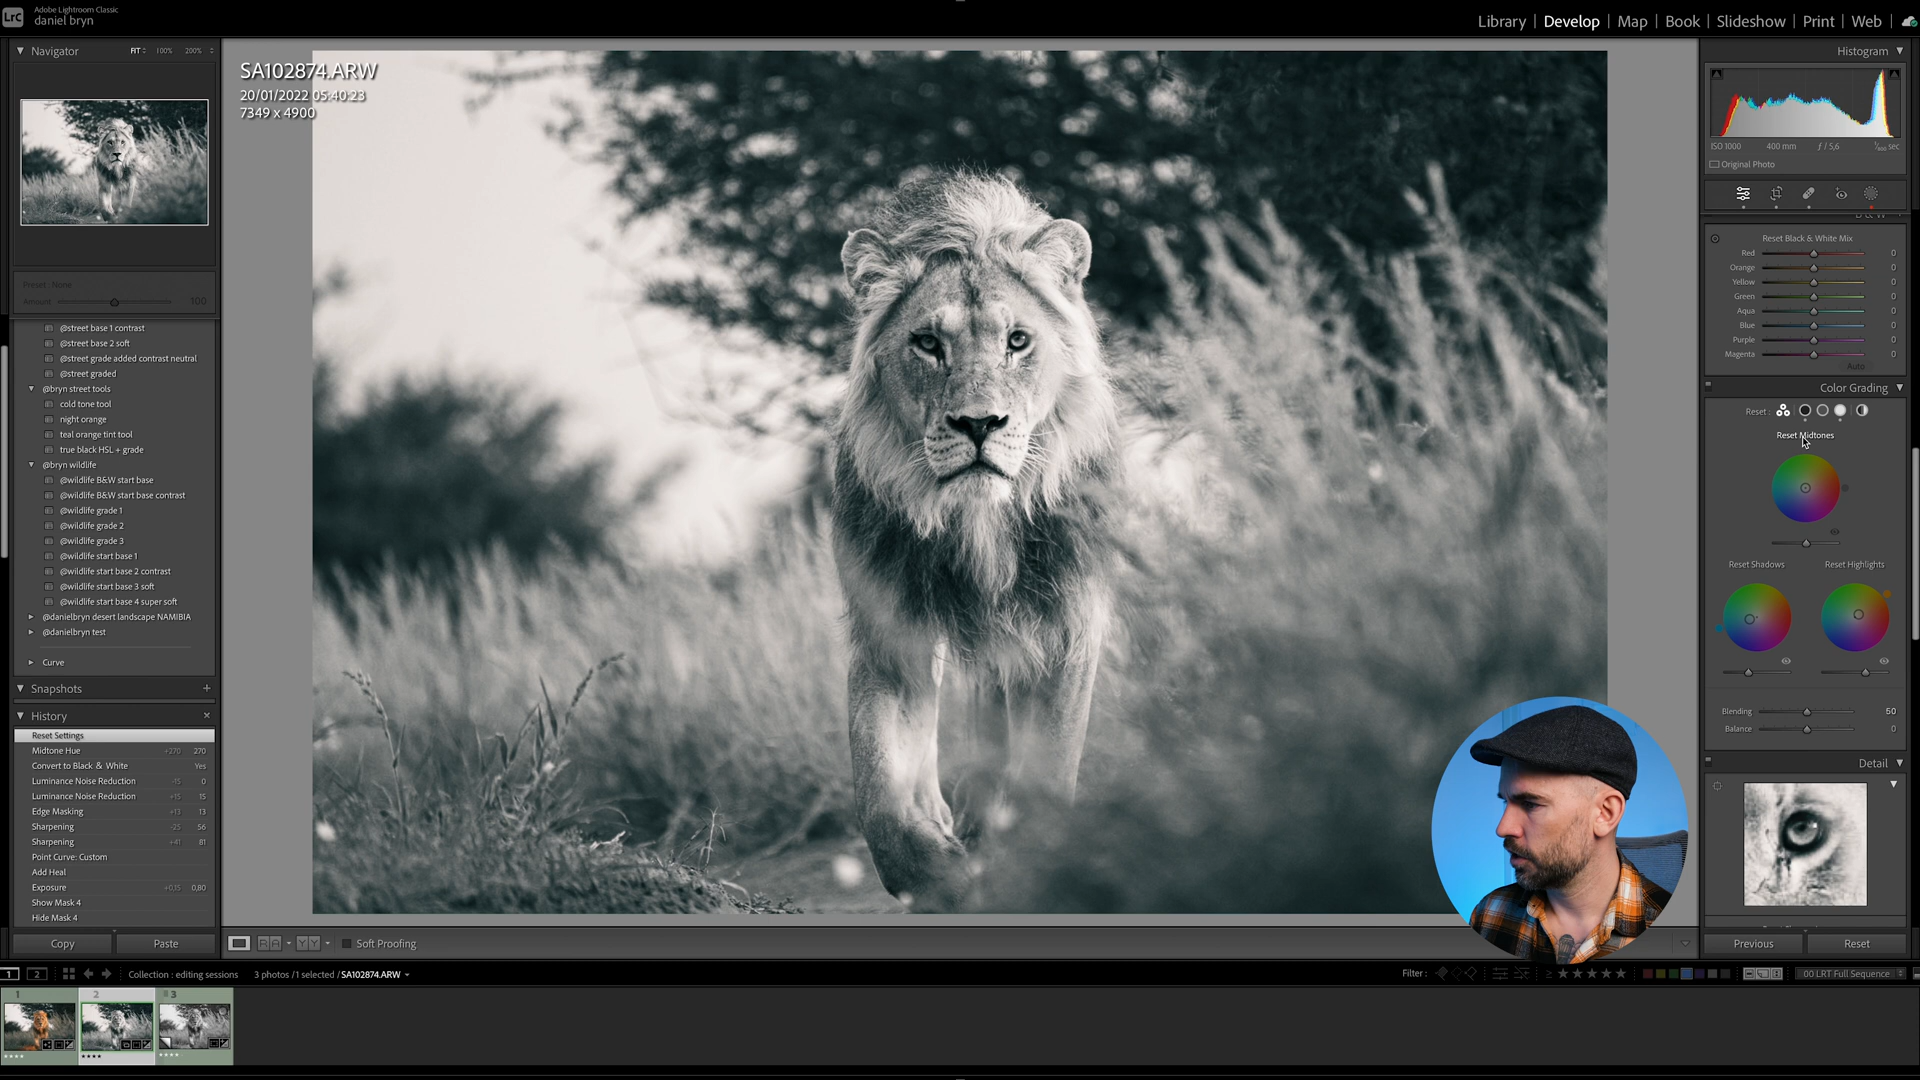 LrC
Adobe Lightroom Classic
daniel bryn
Library | Develop | Map | Book | Slideshow | Print | Web
Navigator
FIT
100%
200%
Preset : None
Amount
100
@street base 1 contrast
@street base 2 soft
@street grade added contrast neutral
@street graded
@bryn street tools
cold tone tool
night orange
teal orange tint tool
true black HSL + grade
@bryn wildlife
@wildlife B&W start base
@wildlife B&W start base contrast
@wildlife grade 1
@wildlife grade 2
@wildlife grade 3
@wildlife start base 1
@wildlife start base 2 contrast
@wildlife start base 3 soft
@wildlife start base 4 super soft
@danielbryn desert landscape NAMIBIA
@danielbryn test
Curve
Snapshots +
History ×
Reset Settings
Midtone Hue +270 270
Convert to Black & White Yes
Luminance Noise Reduction -15 0
Luminance Noise Reduction +15 15
Edge Masking +13 13
Sharpening -25 56
Sharpening +41 81
Point Curve: Custom
Add Heal
Exposure +0,15 0,80
Show Mask 4
Hide Mask 4
Copy
Paste
SA102874.ARW
20/01/2022 05:40:23
7349 x 4900
Histogram
ISO 1000 400 mm ƒ / 5,6 sec
Original Photo
B & W
Reset Black & White Mix
Red 0
Orange 0
Yellow 0
Green 0
Aqua 0
Blue 0
Purple 0
Magenta 0
Auto
Color Grading
Reset :
Reset Midtones
Reset Shadows
Reset Highlights
Blending 50
Balance 0
Detail
Previous
Reset
R A
Y Y
Soft Proofing
1 2
Collection : editing sessions
3 photos /1 selected / SA102874.ARW
Filter :
≥
00 LRT Full Sequence
1
2
3